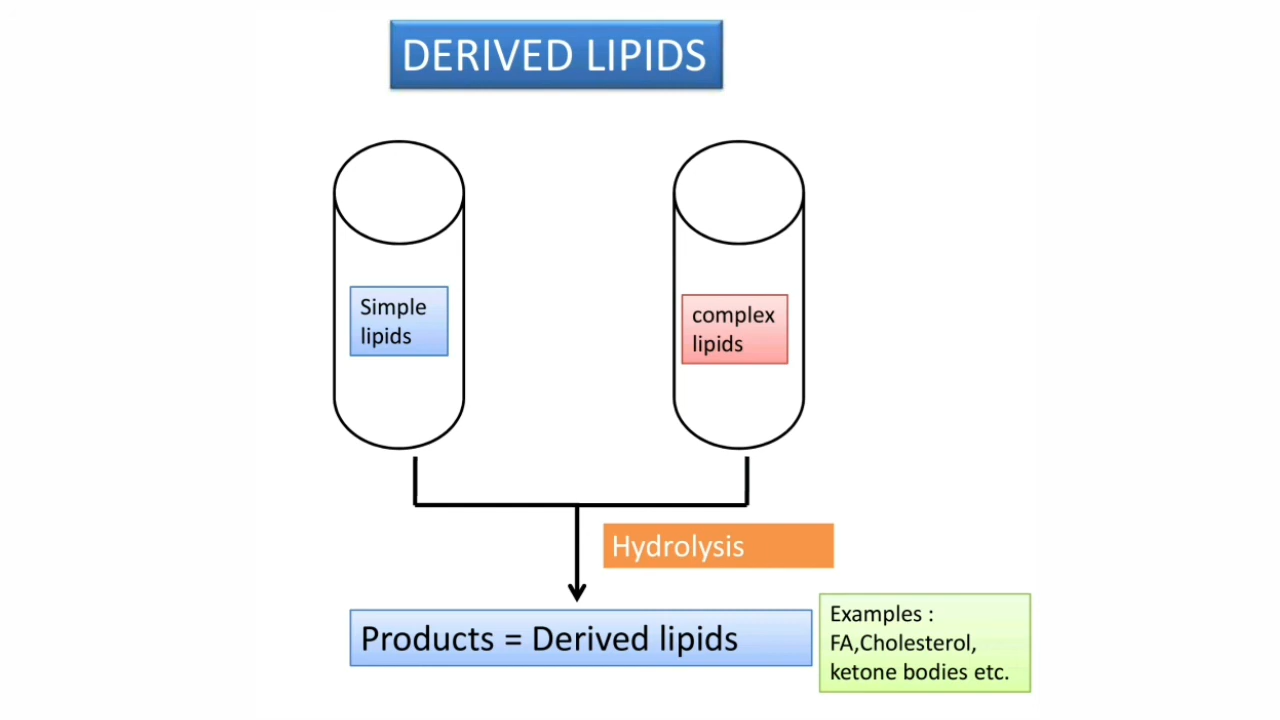 DERIVED LIPIDS
Simple
lipids
complex
lipids
Hydrolysis
Products = Derived lipids
Examples :
FA,Cholesterol,
ketone bodies etc.